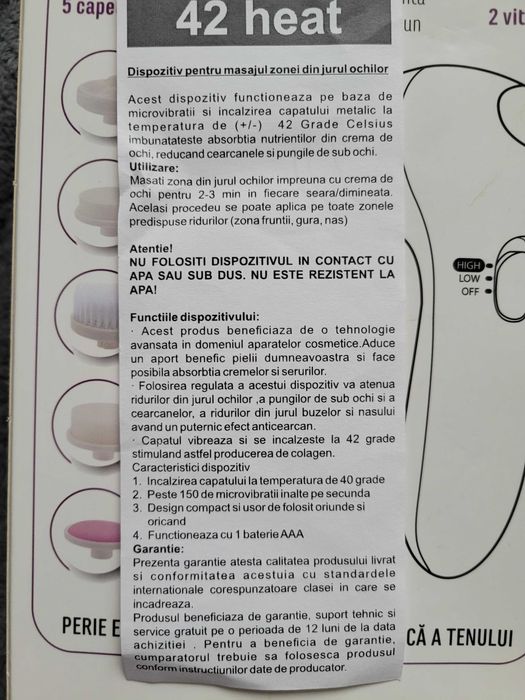 5 cape
un
2 vit
42 heat
Dispozitiv pentru masajul zonei din jurul ochilor
Acest dispozitiv functioneaza pe baza de
microvibratii si incalzirea capatului metalic la
temperatura de (+/-) 42 Grade Celsius
imbunatateste absorbtia nutrientilor din crema de
ochi, reducand cearcanele si pungile de sub ochi.
Utilizare:
Masati zona din jurul ochilor impreuna cu crema de
ochi pentru 2-3 min in fiecare seara/dimineata.
Acelasi procedeu se poate aplica pe toate zonele
predispuse ridurilor (zona fruntii, gura, nas)
Atentie!
NU FOLOSITI DISPOZITIVUL IN CONTACT CU
APA SAU SUB DUS. NU ESTE REZISTENT LA
APA!
HIGH
LOW
OFF
Functiile dispozitivului:
· Acest produs beneficiaza de o tehnologie
avansata in domeniul aparatelor cosmetice.Aduce
un aport benefic pielii dumneavoastra si face
posibila absorbtia cremelor si serurilor.
· Folosirea regulata a acestui dispozitiv va atenua
ridurilor din jurul ochilor ,a pungilor de sub ochi si a
cearcanelor, a ridurilor din jurul buzelor si nasului
avand un puternic efect anticearcan.
· Capatul vibreaza si se incalzeste la 42 grade
stimuland astfel producerea de colagen.
Caracteristici dispozitiv
1. Incalzirea capatului la temperatura de 40 grade
2. Peste 150 de microvibratii inalte pe secunda
3. Design compact si usor de folosit oriunde si
oricand
4. Functioneaza cu 1 baterie AAA
Garantie:
Prezenta garantie atesta calitatea produsului livrat
si conformitatea acestuia cu standardele
internationale corespunzatoare clasei in care se
incadreaza.
Produsul beneficiaza de garantie, suport tehnic si
service gratuit pe o perioada de 12 luni de la data
achizitiei . Pentru a beneficia de garantie,
cumparatorul trebuie sa folosesca produsul
conform instructiunilor date de producator.
PERIE E
CĂ A TENULUI